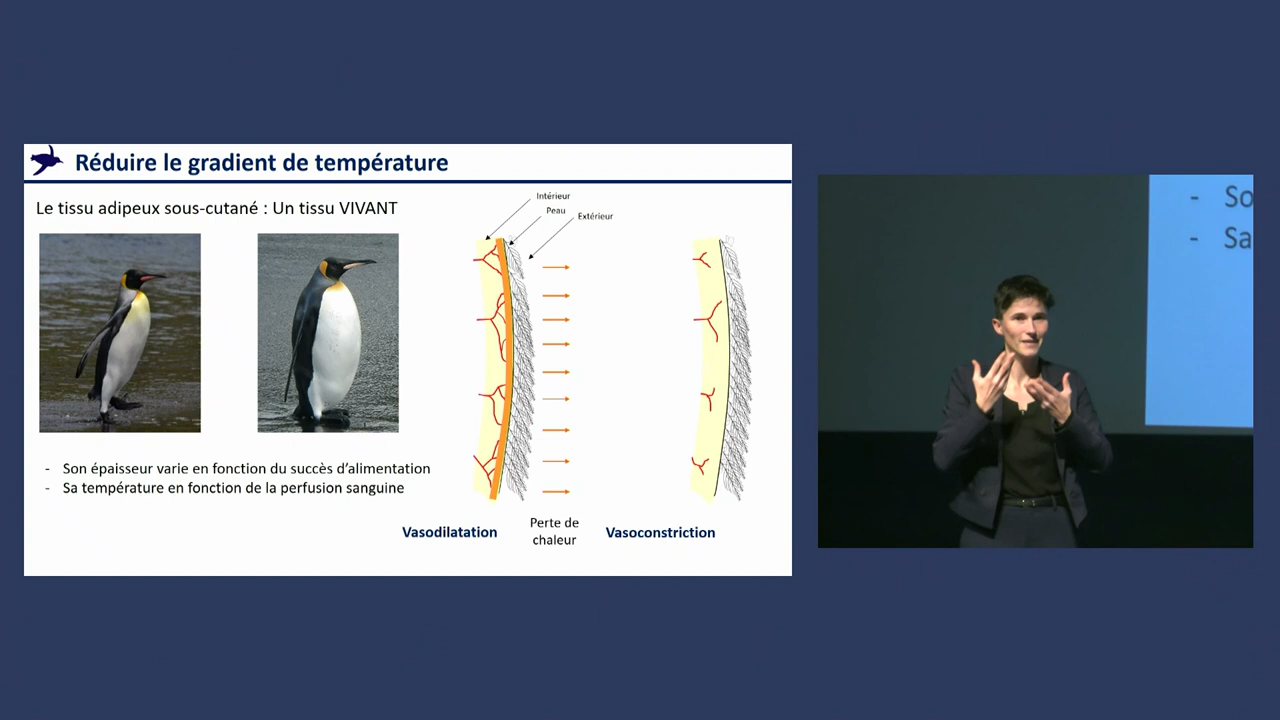 Réduire le gradient de température
Le tissu adipeux sous-cutané : Un tissu VIVANT
Intérieur
Peau
Extérieur
- Son épaisseur varie en fonction du succès d'alimentation
- Sa température en fonction de la perfusion sanguine
Vasodilatation
Perte de
chaleur
Vasoconstriction
- So
- Sa